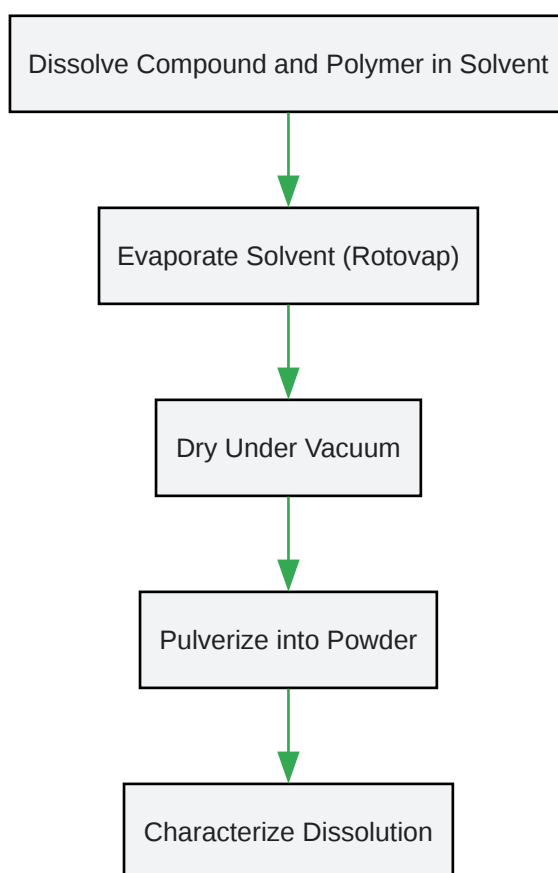 Dissolve Compound and Polymer in Solvent
Evaporate Solvent (Rotovap)
Dry Under Vacuum
Pulverize into Powder
Characterize Dissolution